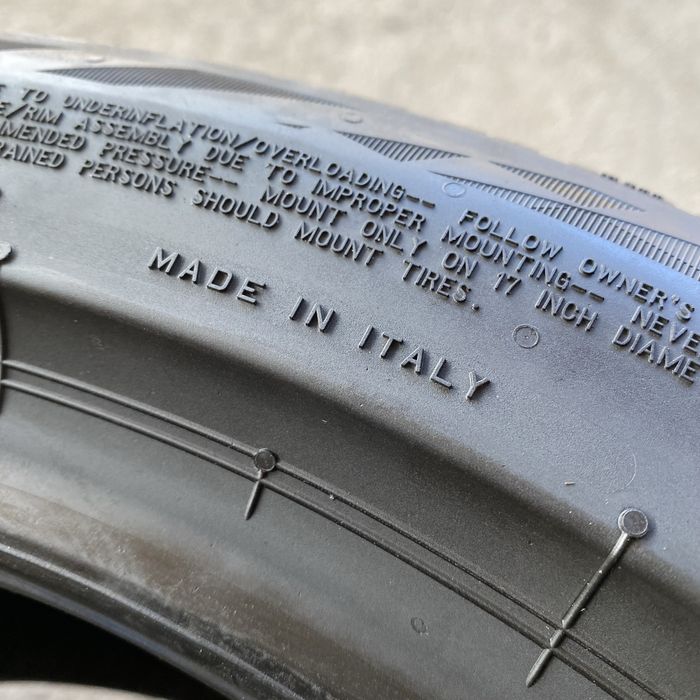 TO UNDERINFLATION/OVERLOADING-- FOLLOW OWNER'S
/RIM ASSEMBLY DUE TO IMPROPER MOUNTING-- NEVE
MMENDED PRESSURE-- MOUNT ONLY ON 17 INCH DIAME
RAINED PERSONS SHOULD MOUNT TIRES.
MADE IN ITALY